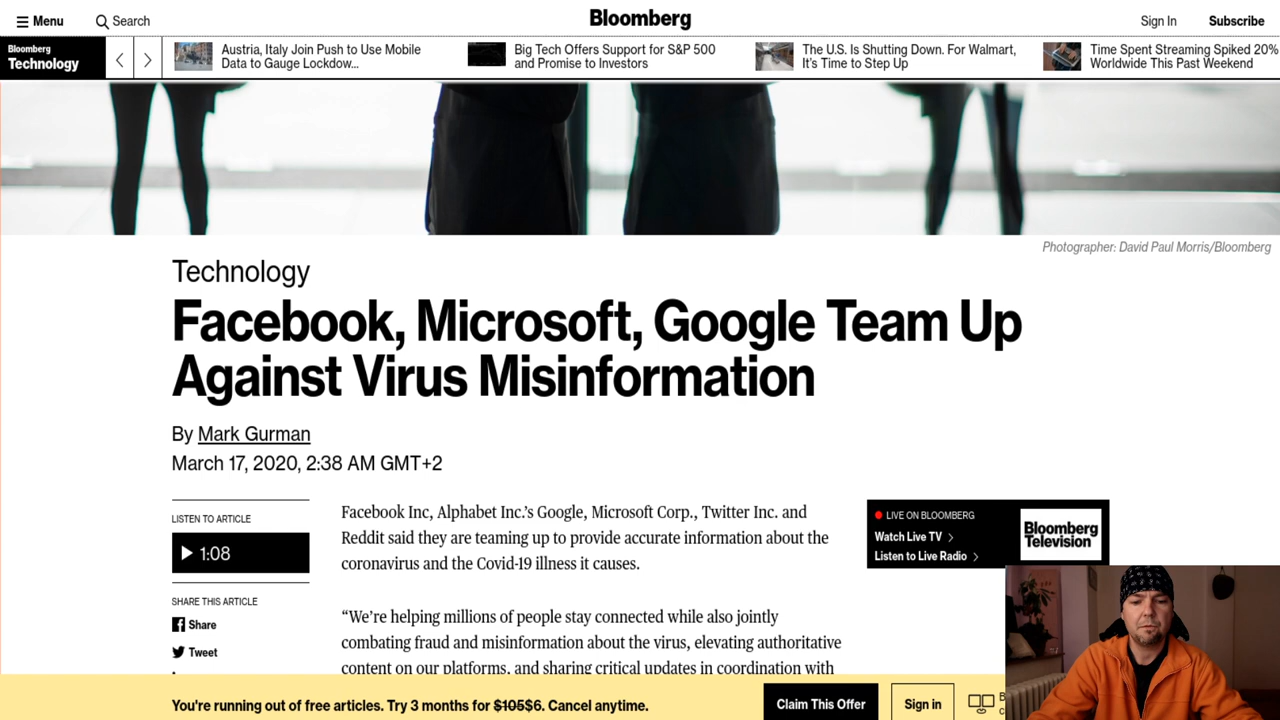 Menu
Search
Bloomberg
Sign In
Subscribe
Bloomberg
Technology
Austria, Italy Join Push to Use Mobile
Data to Gauge Lockdown...
Big Tech Offers Support for S&P 500
and Promise to Investors
The U.S. Is Shutting Down. For Walmart,
It's Time to Step Up
Time Spent Streaming Spiked 20%
Worldwide This Past Weekend
Photographer: David Paul Morris/Bloomberg
Technology
Facebook, Microsoft, Google Team Up
Against Virus Misinformation
By Mark Gurman
March 17, 2020, 2:38 AM GMT+2
LISTEN TO ARTICLE
1:08
SHARE THIS ARTICLE
Share
Tweet
Facebook Inc, Alphabet Inc.’s Google, Microsoft Corp., Twitter Inc. and
Reddit said they are teaming up to provide accurate information about the
coronavirus and the Covid-19 illness it causes.
“We’re helping millions of people stay connected while also jointly
combating fraud and misinformation about the virus, elevating authoritative
content on our platforms, and sharing critical updates in coordination with
LIVE ON BLOOMBERG
Watch Live TV
Listen to Live Radio
Bloomberg
Television
You're running out of free articles. Try 3 months for $105$6. Cancel anytime.
Claim This Offer
Sign in